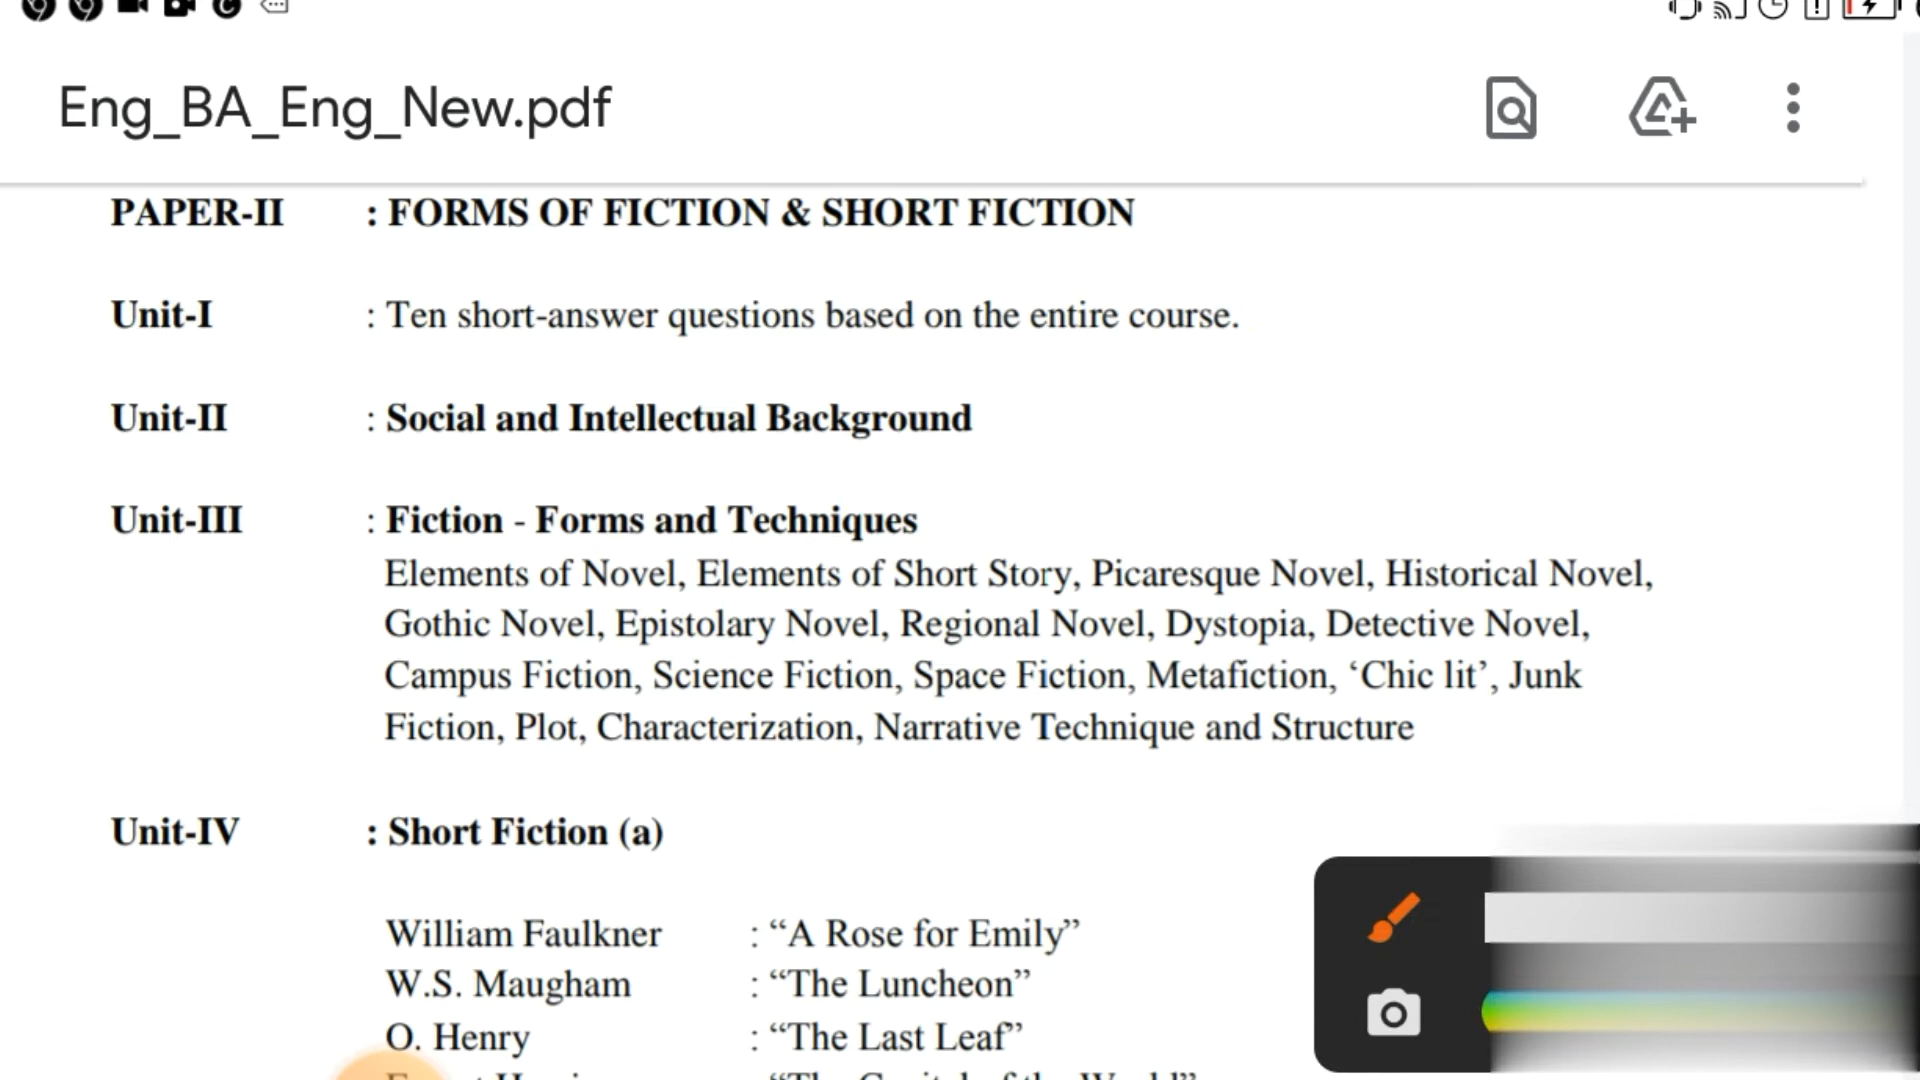 Eng_BA_Eng_New.pdf
PAPER-II : FORMS OF FICTION & SHORT FICTION
Unit-I : Ten short-answer questions based on the entire course.
Unit-II : Social and Intellectual Background
Unit-III : Fiction - Forms and Techniques
Elements of Novel, Elements of Short Story, Picaresque Novel, Historical Novel,
Gothic Novel, Epistolary Novel, Regional Novel, Dystopia, Detective Novel,
Campus Fiction, Science Fiction, Space Fiction, Metafiction, ‘Chic lit’, Junk
Fiction, Plot, Characterization, Narrative Technique and Structure
Unit-IV : Short Fiction (a)
William Faulkner : “A Rose for Emily”
W.S. Maugham : “The Luncheon”
O. Henry : “The Last Leaf”